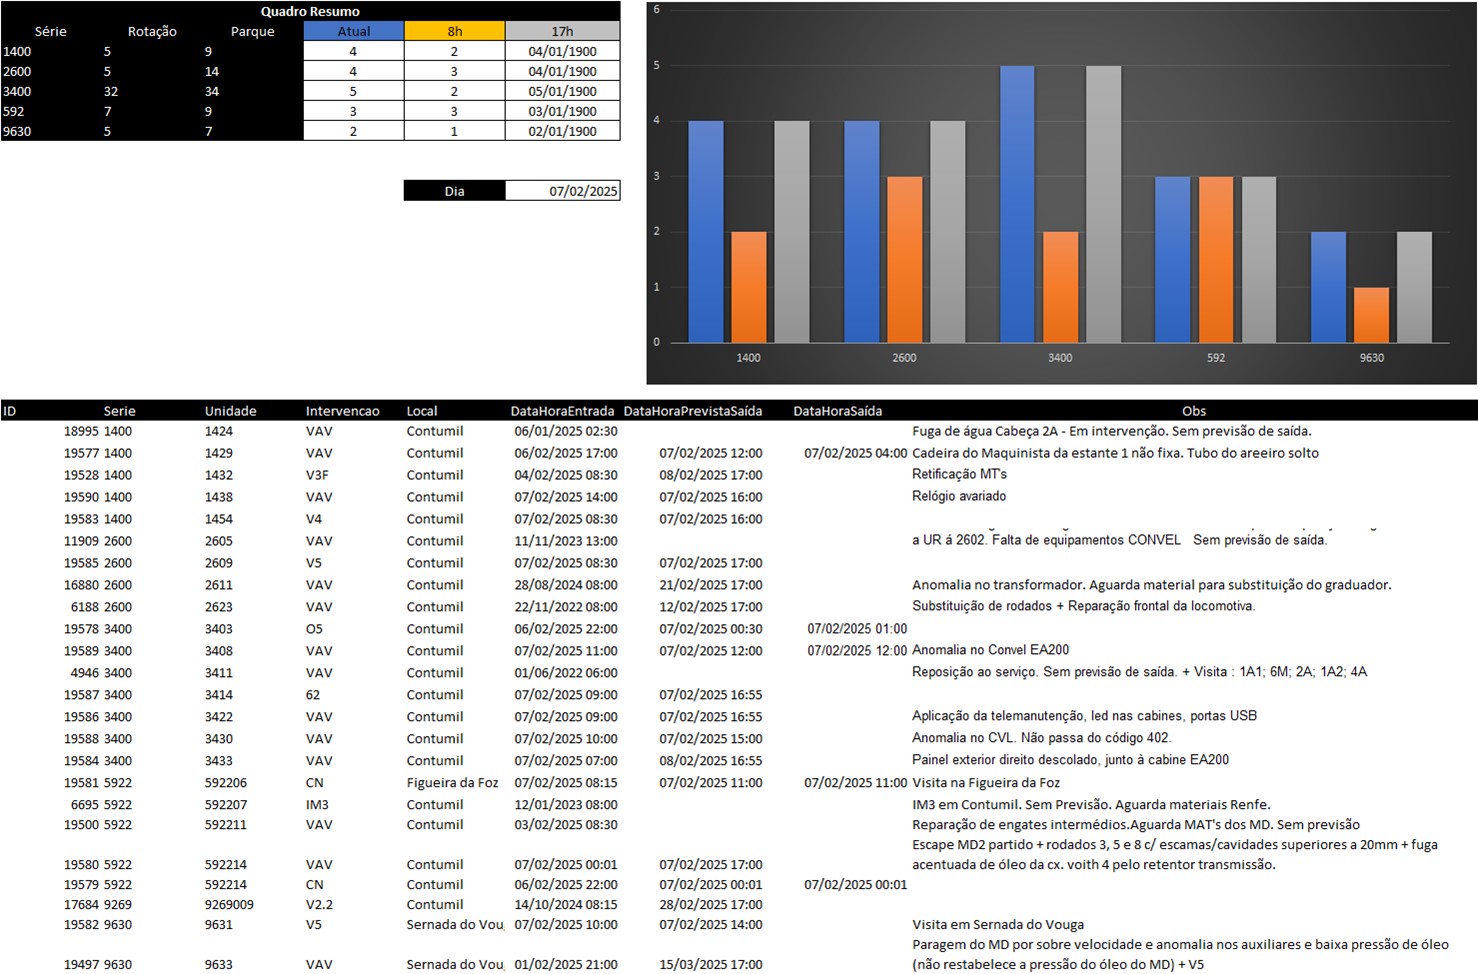 Quadro Resumo
Série Rotação Parque Atual 8h 17h
1400 5 9 4 2 04/01/1900
2600 5 14 4 3 04/01/1900
3400 32 34 5 2 05/01/1900
592 7 9 3 3 03/01/1900
9630 5 7 2 1 02/01/1900
Dia 07/02/2025
6
5
4
3
2
1
0
1400 2600 3400 592 9630
ID Serie Unidade Intervencao Local DataHoraEntrada DataHoraPrevistaSaída DataHoraSaída Obs
18995 1400 1424 VAV Contumil 06/01/2025 02:30 Fuga de água Cabeça 2A - Em intervenção. Sem previsão de saída.
19577 1400 1429 VAV Contumil 06/02/2025 17:00 07/02/2025 12:00 07/02/2025 04:00 Cadeira do Maquinista da estante 1 não fixa. Tubo do areeiro solto
19528 1400 1432 V3F Contumil 04/02/2025 08:30 08/02/2025 17:00 Retificação MT's
19590 1400 1438 VAV Contumil 07/02/2025 14:00 07/02/2025 16:00 Relógio avariado
19583 1400 1454 V4 Contumil 07/02/2025 08:30 07/02/2025 16:00
11909 2600 2605 VAV Contumil 11/11/2023 13:00 a UR á 2602. Falta de equipamentos CONVEL Sem previsão de saída.
19585 2600 2609 V5 Contumil 07/02/2025 08:30 07/02/2025 17:00
16880 2600 2611 VAV Contumil 28/08/2024 08:00 21/02/2025 17:00 Anomalia no transformador. Aguarda material para substituição do graduador.
6188 2600 2623 VAV Contumil 22/11/2022 08:00 12/02/2025 17:00 Substituição de rodados + Reparação frontal da locomotiva.
19578 3400 3403 O5 Contumil 06/02/2025 22:00 07/02/2025 00:30 07/02/2025 01:00
19589 3400 3408 VAV Contumil 07/02/2025 11:00 07/02/2025 12:00 07/02/2025 12:00 Anomalia no Convel EA200
4946 3400 3411 VAV Contumil 01/06/2022 06:00 Reposição ao serviço. Sem previsão de saída. + Visita : 1A1; 6M; 2A; 1A2; 4A
19587 3400 3414 62 Contumil 07/02/2025 09:00 07/02/2025 16:55
19586 3400 3422 VAV Contumil 07/02/2025 09:00 07/02/2025 16:55 Aplicação da telemanutenção, led nas cabines, portas USB
19588 3400 3430 VAV Contumil 07/02/2025 10:00 07/02/2025 15:00 Anomalia no CVL. Não passa do código 402.
19584 3400 3433 VAV Contumil 07/02/2025 07:00 08/02/2025 16:55 Painel exterior direito descolado, junto à cabine EA200
19581 5922 592206 CN Figueira da Foz 07/02/2025 08:15 07/02/2025 11:00 07/02/2025 11:00 Visita na Figueira da Foz
6695 5922 592207 IM3 Contumil 12/01/2023 08:00 IM3 em Contumil. Sem Previsão. Aguarda materiais Renfe.
19500 5922 592211 VAV Contumil 03/02/2025 08:30 Reparação de engates intermédios.Aguarda MAT's dos MD. Sem previsão
Escape MD2 partido + rodados 3, 5 e 8 c/ escamas/cavidades superiores a 20mm + fuga
19580 5922 592214 VAV Contumil 07/02/2025 00:01 07/02/2025 17:00 acentuada de óleo da cx. voith 4 pelo retentor transmissão.
19579 5922 592214 CN Contumil 06/02/2025 22:00 07/02/2025 00:01 07/02/2025 00:01
17684 9269 9269009 V2.2 Contumil 14/10/2024 08:15 28/02/2025 17:00
19582 9630 9631 V5 Sernada do Voug 07/02/2025 10:00 07/02/2025 14:00 Visita em Sernada do Vouga
Paragem do MD por sobre velocidade e anomalia nos auxiliares e baixa pressão de óleo
19497 9630 9633 VAV Sernada do Voug 01/02/2025 21:00 15/03/2025 17:00 (não restabelece a pressão do óleo do MD) + V5